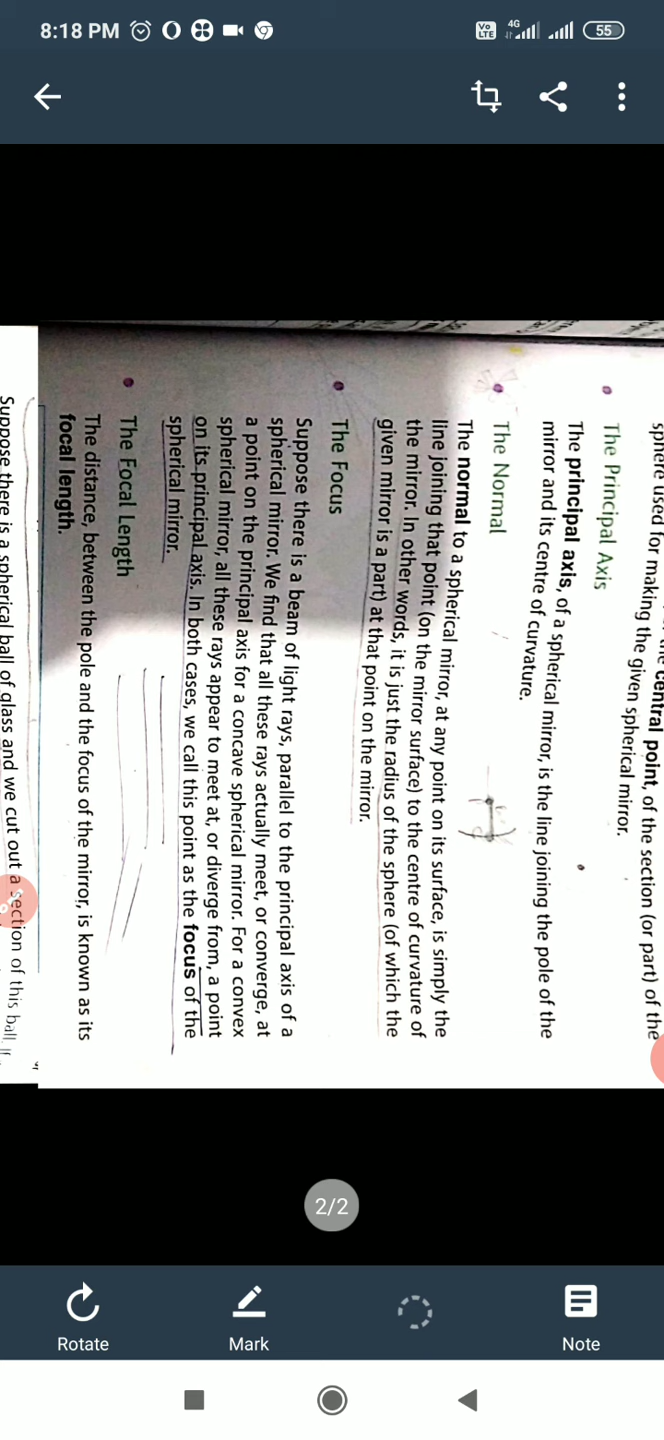 8:18 PM
Vo
LTE
4G
55
central point, of the section (or part) of the
sphere used for making the given spherical mirror.
The Principal Axis
The principal axis, of a spherical mirror, is the line joining the pole of the
mirror and its centre of curvature.
The Normal
The normal to a spherical mirror, at any point on its surface, is simply the
line joining that point (on the mirror surface) to the centre of curvature of
the mirror. In other words, it is just the radius of the sphere (of which the
given mirror is a part) at that point on the mirror.
The Focus
Suppose there is a beam of light rays, parallel to the principal axis of a
spherical mirror. We find that all these rays actually meet, or converge, at
a point on the principal axis for a concave spherical mirror. For a convex
spherical mirror, all these rays appear to meet at, or diverge from, a point
on its principal axis. In both cases, we call this point as the focus of the
spherical mirror.
The Focal Length
The distance, between the pole and the focus of the mirror, is known as its
focal length.
Suppose there is a spherical ball of glass and we cut out a section of this ball. If
2/2
Rotate
Mark
Note